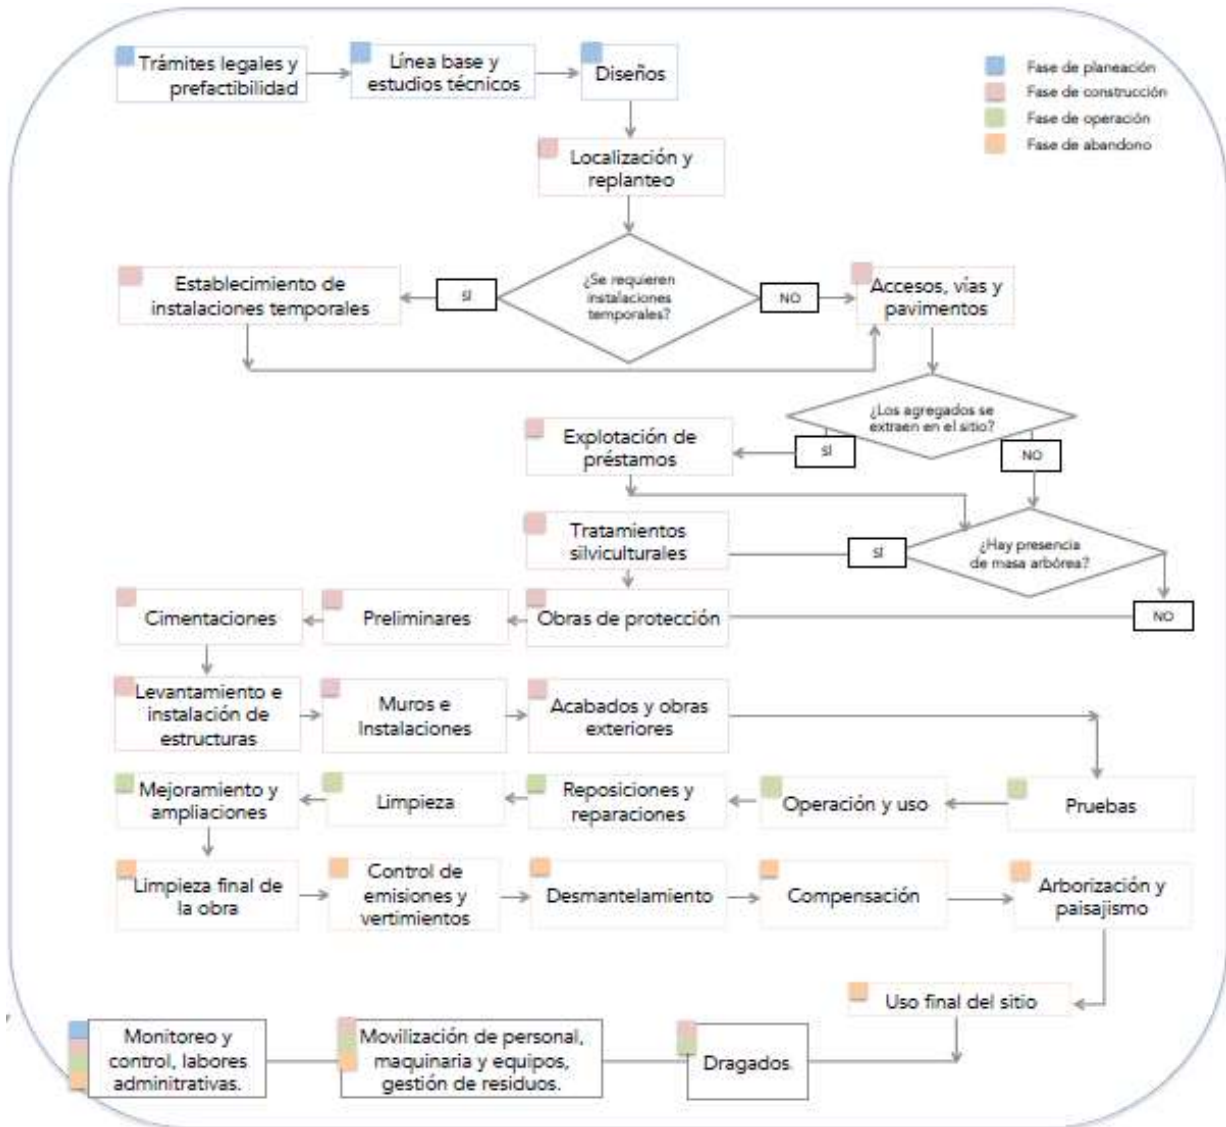 Trámites legales y
prefactibilidad
Línea base y
estudios técnicos
Diseños
Fase de planeación
Fase de construcción
Fase de operación
Fase de abandono
Localización y
replanteo
Establecimiento de
instalaciones temporales
SI
¿Se requieren
instalaciones
temporales?
NO
Accesos, vías y
pavimentos
¿Los agregados se
extraen en el sitio?
Explotación de
préstamos
SÍ
NO
Tratamientos
silviculturales
SÍ
¿Hay presencia
de masa arbórea?
NO
Cimentaciones
Preliminares
Obras de protección
Levantamiento e
instalación de
estructuras
Muros e
Instalaciones
Acabados y obras
exteriores
Mejoramiento y
ampliaciones
Limpieza
Reposiciones y
reparaciones
Operación y uso
Pruebas
Limpieza final de
la obra
Control de
emisiones y
vertimientos
Desmantelamiento
Compensación
Arborización y
paisajismo
Uso final del sitio
Monitoreo y
control, labores
adminitrativas.
Movilización de personal,
maquinaria y equipos,
gestión de residuos.
Dragados.